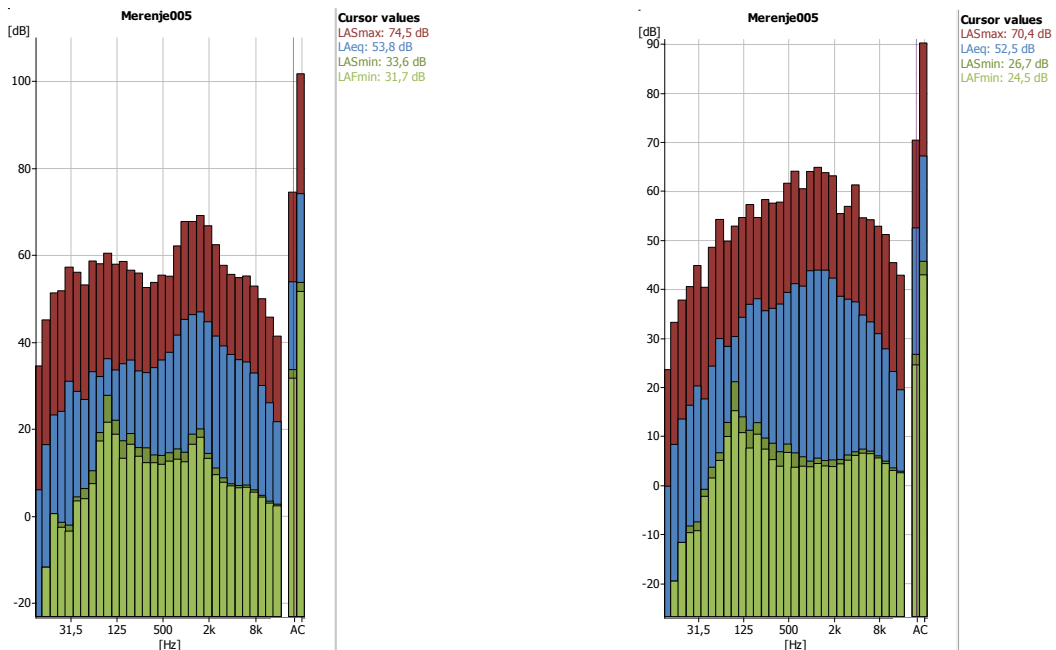 Merenje005
[dB]
Cursor values
LASmax: 74,5 dB
LAeq: 53,8 dB
LASmin: 33,6 dB
LAFmin: 31,7 dB
100
80
60
40
20
0
-20
31,5 125 500 2k 8k AC
[Hz]
Merenje005
[dB]
Cursor values
LASmax: 70,4 dB
LAeq: 52,5 dB
LASmin: 26,7 dB
LAFmin: 24,5 dB
90
80
70
60
50
40
30
20
10
0
-10
-20
31,5 125 500 2k 8k AC
[Hz]